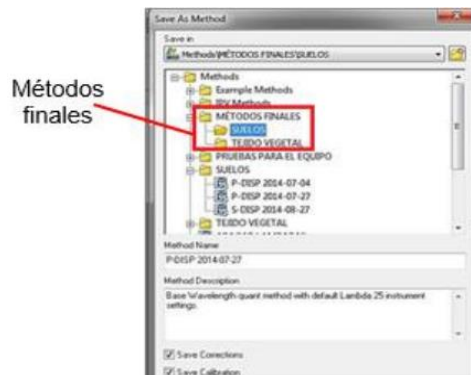 Save As Method
Save in
Methods\MÉTODOS FINALES\SUELOS
Métodos
finales
Methods
Example Methods
IPV Methods
MÉTODOS FINALES
SUELOS
TEJIDO VEGETAL
PRUEBAS PARA EL EQUIPO
SUELOS
P-DISP 2014-07-04
P-DISP 2014-07-27
S-DISP 2014-08-27
TEJIDO VEGETAL
Method Name
P-DISP 2014-07-27
Method Description
Base Wavelength quant method with default Lambda 25 instrument
settings.
Save Corrections
Save Calibration